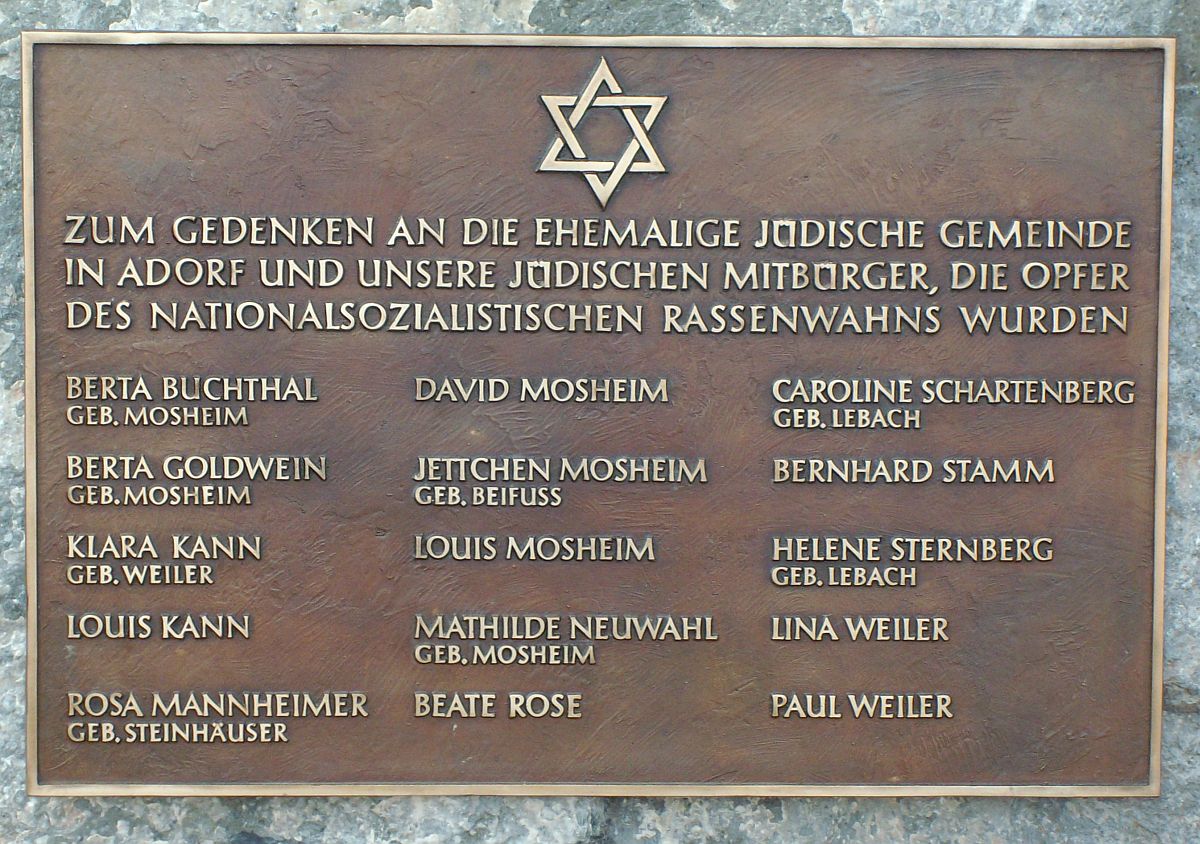 ZUM GEDENKEN AN DIE EHEMALIGE JÜDISCHE GEMEINDE
IN ADORF UND UNSERE JÜDISCHEN MITBÜRGER, DIE OPFER
DES NATIONALSOZIALISTISCHEN RASSENWAHNS WURDEN
BERTA BUCHTHAL
GEB. MOSHEIM
BERTA GOLDWEIN
GEB. MOSHEIM
KLARA KANN
GEB. WEILER
LOUIS KANN
ROSA MANNHEIMER
GEB. STEINHÄUSER
DAVID MOSHEIM
JETTCHEN MOSHEIM
GEB. BEIFUSS
LOUIS MOSHEIM
MATHILDE NEUWAHL
GEB. MOSHEIM
BEATE ROSE
CAROLINE SCHARTENBERG
GEB. LEBACH
BERNHARD STAMM
HELENE STERNBERG
GEB. LEBACH
LINA WEILER
PAUL WEILER